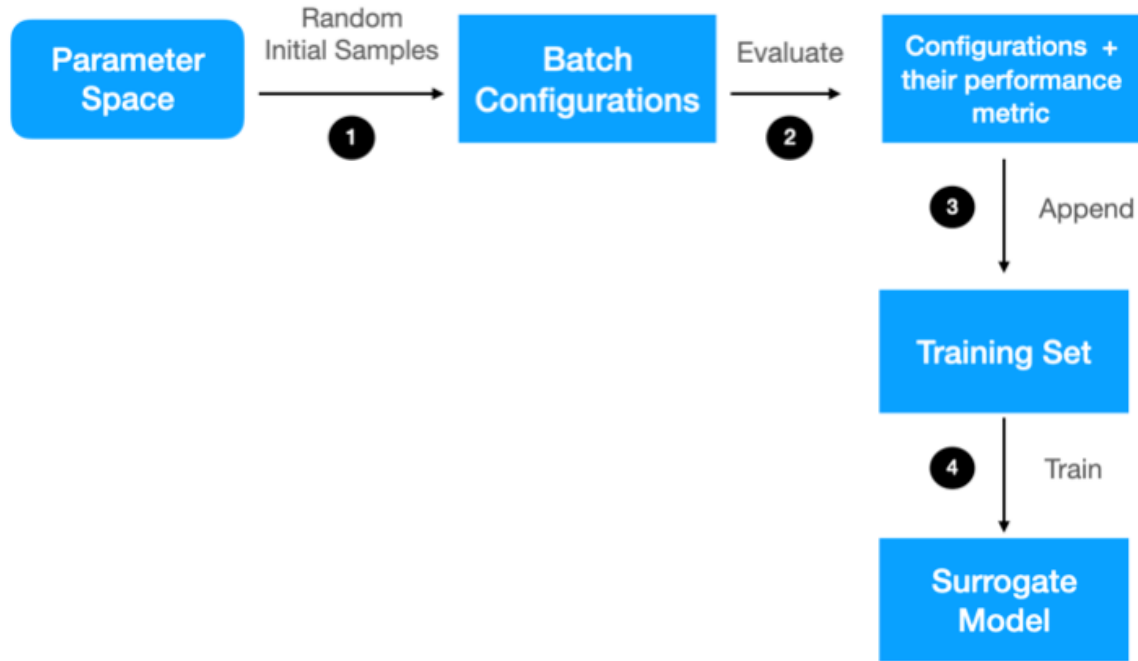 Parameter
Space
Random
Initial Samples
1
Batch
Configurations
Evaluate
2
Configurations +
their performance
metric
3
Append
Training Set
4
Train
Surrogate
Model